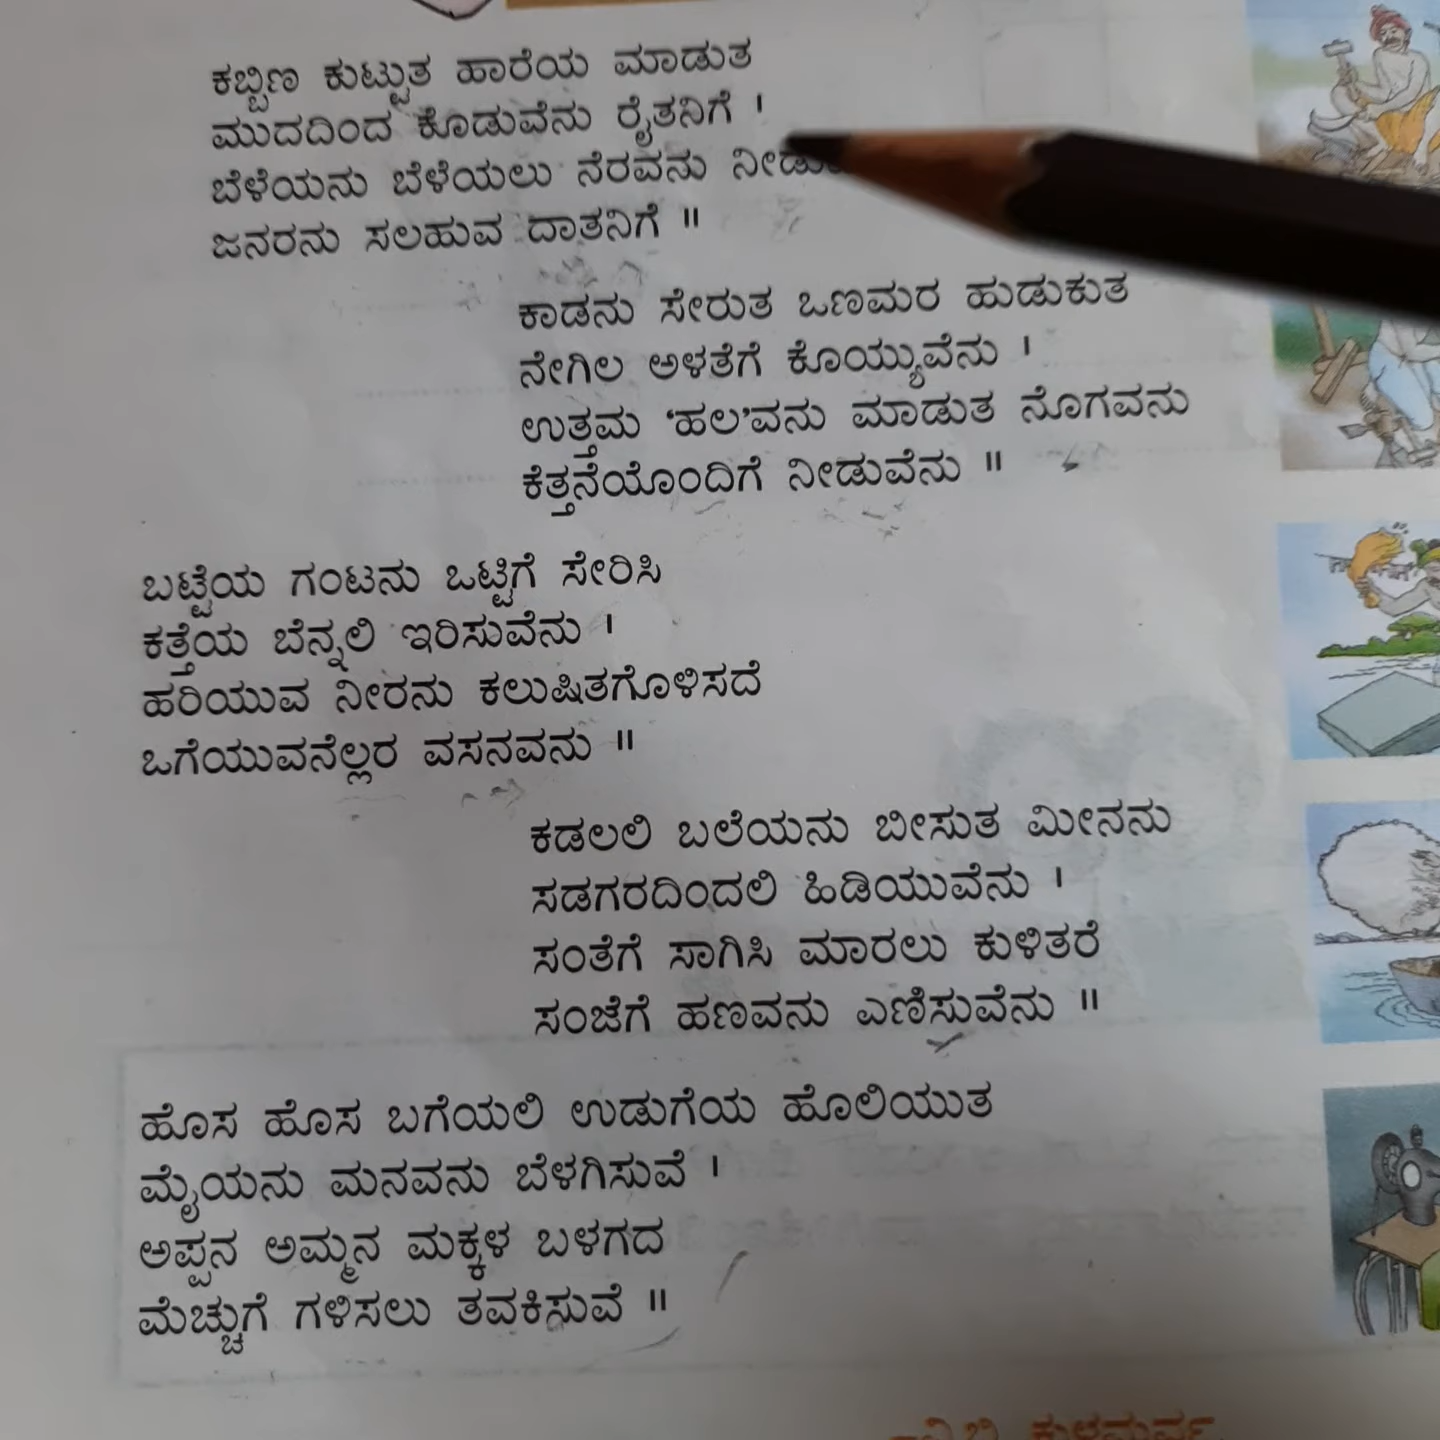 ಕಬ್ಬಿಣ ಕುಟ್ಟುತ ಹಾರೆಯ ಮಾಡುತ
ಮುದದಿಂದ ಕೊಡುವೆನು ರೈತನಿಗೆ ।
ಬೆಳೆಯನು ಬೆಳೆಯಲು ನೆರವನು
ಜನರನು ಸಲಹುವ ದಾತನಿಗೆ ॥
ಕಾಡನು ಸೇರುತ ಒಣಮರ ಹುಡುಕುತ
ನೇಗಿಲ ಅಳತೆಗೆ ಕೊಯ್ಯುವೆನು ।
ಉತ್ತಮ ‘ಹಲ’ವನು ಮಾಡುತ ನೊಗವನು
ಕೆತ್ತನೆಯೊಂದಿಗೆ ನೀಡುವೆನು ॥
ಬಟ್ಟೆಯ ಗಂಟನು ಒಟ್ಟಿಗೆ ಸೇರಿಸಿ
ಕತ್ತೆಯ ಬೆನ್ನಲಿ ಇರಿಸುವೆನು ।
ಹರಿಯುವ ನೀರನು ಕಲುಷಿತಗೊಳಿಸದೆ
ಒಗೆಯುವನೆಲ್ಲರ ವಸನವನು ॥
ಕಡಲಲಿ ಬಲೆಯನು ಬೀಸುತ ಮೀನನು
ಸಡಗರದಿಂದಲಿ ಹಿಡಿಯುವೆನು ।
ಸಂತೆಗೆ ಸಾಗಿಸಿ ಮಾರಲು ಕುಳಿತರೆ
ಸಂಜೆಗೆ ಹಣವನು ಎಣಿಸುವೆನು ॥
ಹೊಸ ಹೊಸ ಬಗೆಯಲಿ ಉಡುಗೆಯ ಹೊಲಿಯುತ
ಮೈಯನು ಮನವನು ಬೆಳಗಿಸುವೆ ।
ಅಪ್ಪನ ಅಮ್ಮನ ಮಕ್ಕಳ ಬಳಗದ
ಮೆಚ್ಚುಗೆ ಗಳಿಸಲು ತವಕಿಸುವೆ ॥